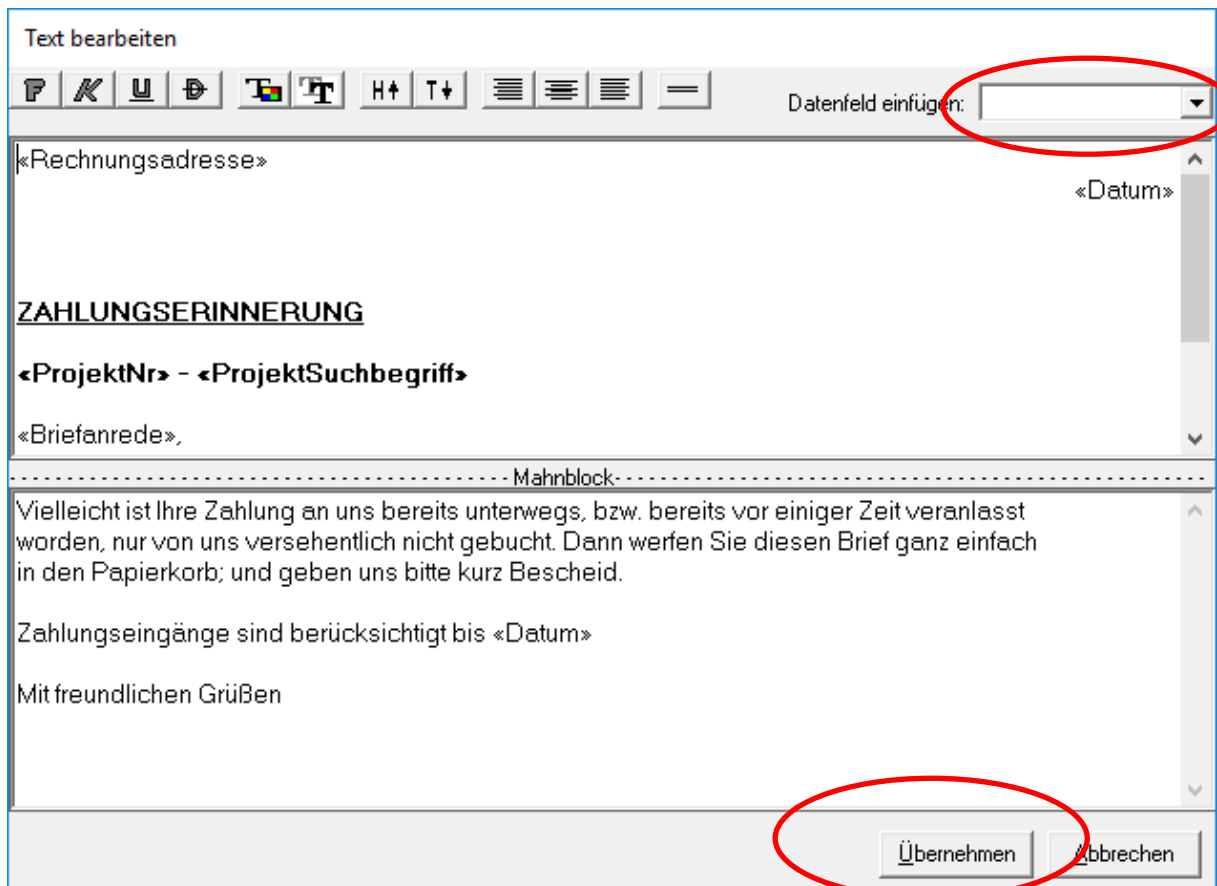 Text bearbeiten
F K U D T T H T Datenfeld einfügen:
«Rechnungsadresse»
«Datum»
ZAHLUNGSERINNERUNG
«ProjektNr» - «ProjektSuchbegriff»
«Briefanrede»,
Mahnblock
Vielleicht ist Ihre Zahlung an uns bereits unterwegs, bzw. bereits vor einiger Zeit veranlasst
worden, nur von uns versehentlich nicht gebucht. Dann werfen Sie diesen Brief ganz einfach
in den Papierkorb; und geben uns bitte kurz Bescheid.
Zahlungseingänge sind berücksichtigt bis «Datum»
Mit freundlichen Grüßen
Übernehmen Abbrechen